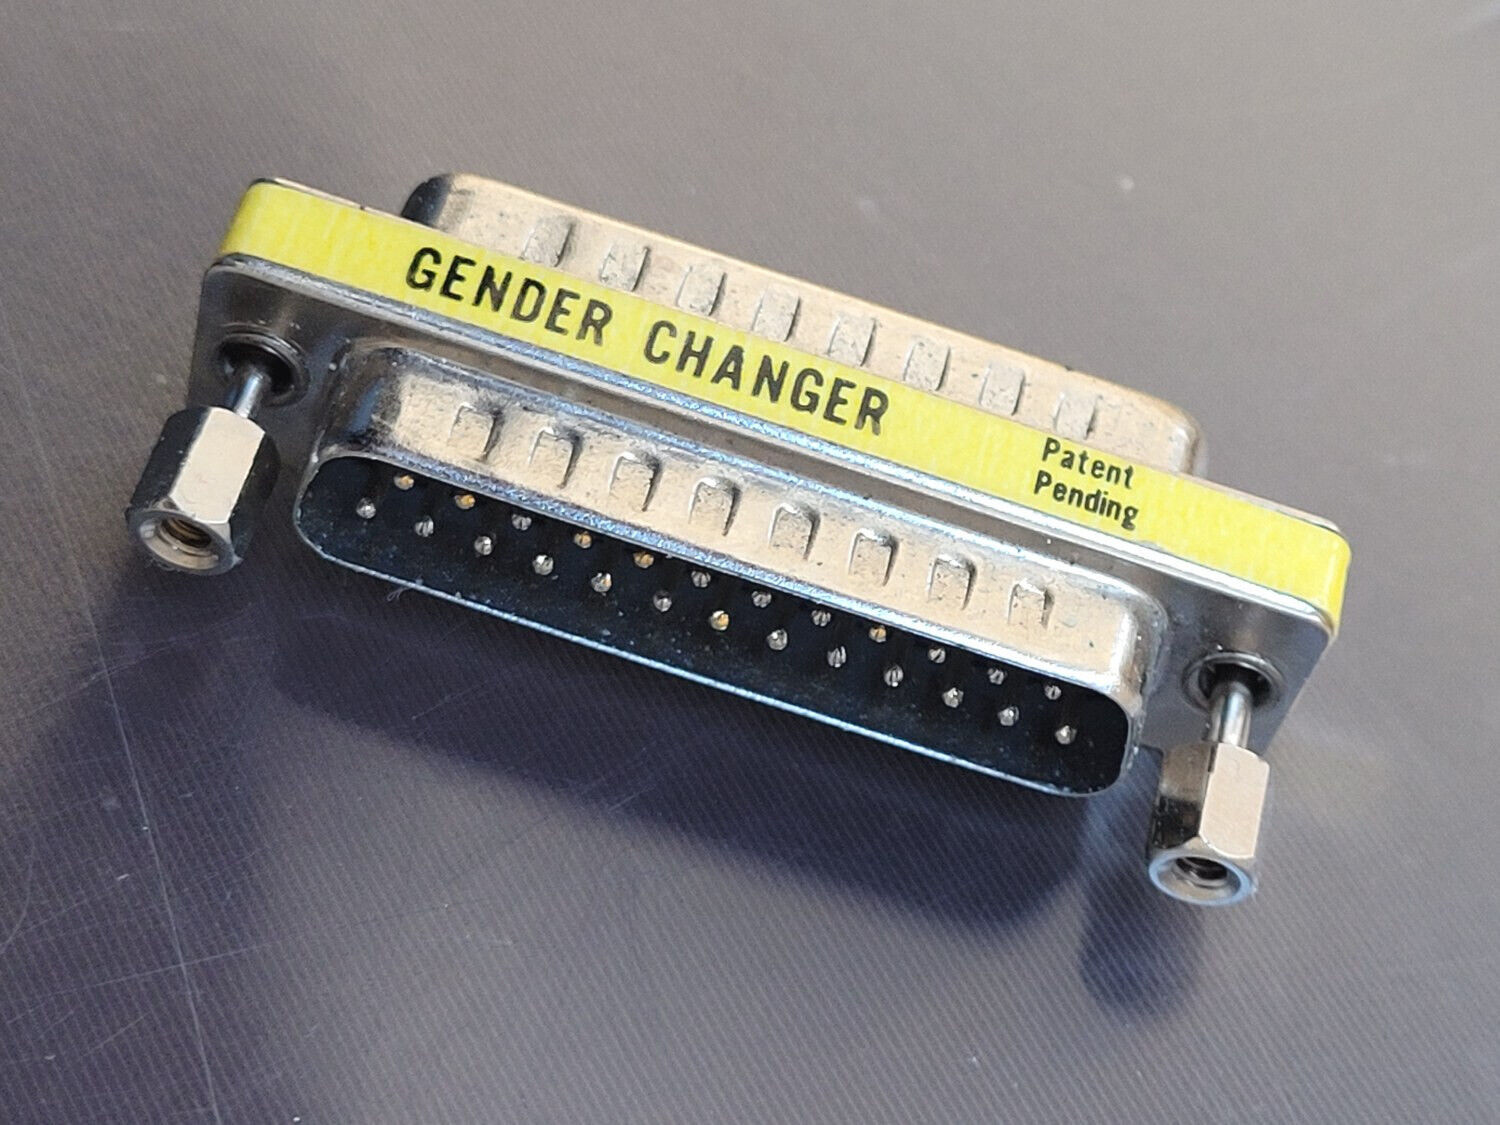 GENDER CHANGER
Patent
Pending